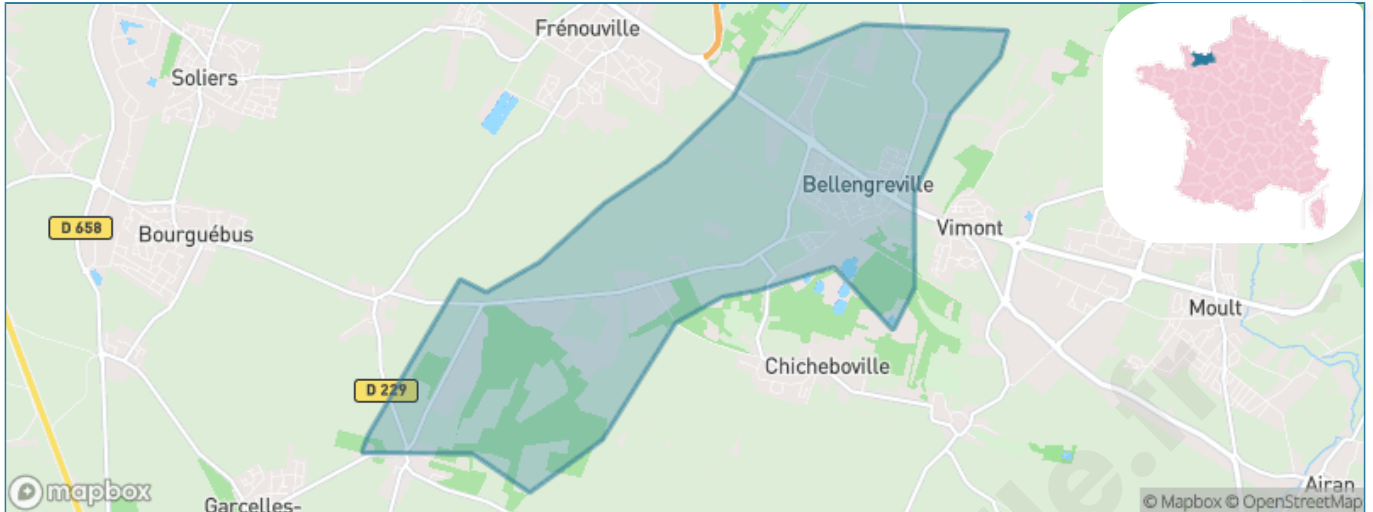 Frénouville
Soliers
Bellengreville
D 658
Bourguébus
Vimont
Moult
Chicheboville
D 229
mapbox
Garcelles-
Airan
© Mapbox © OpenStreetMap